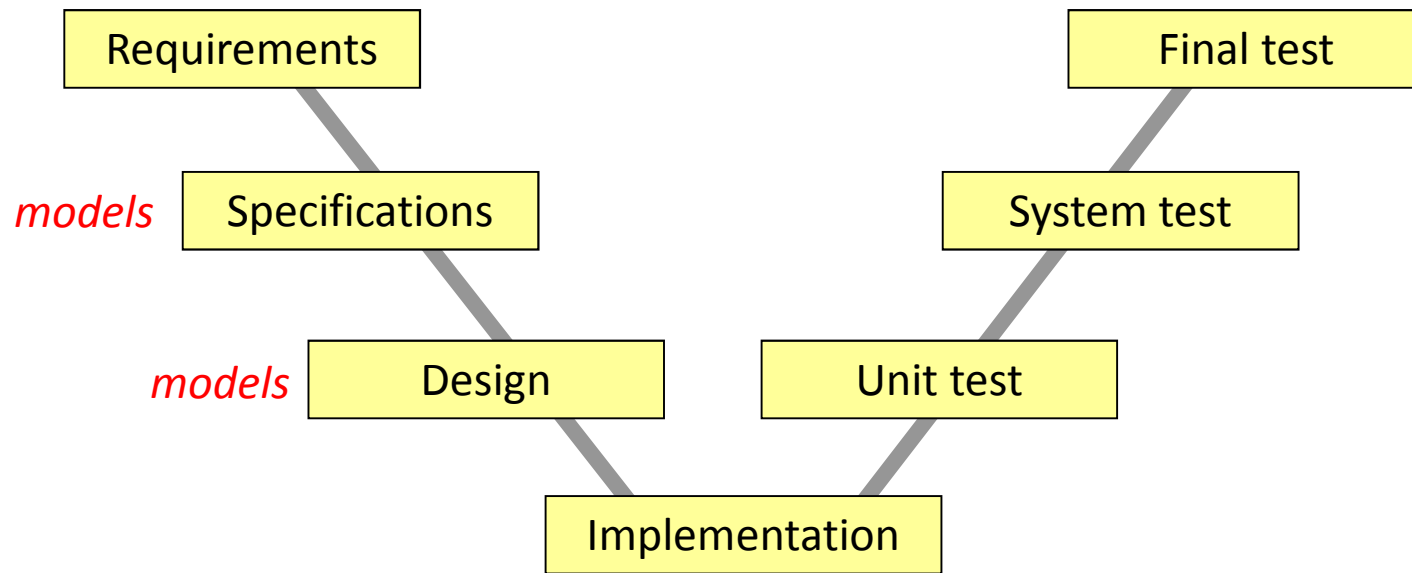 Requirements
Final test
models
Specifications
System test
models
Design
Unit test
Implementation